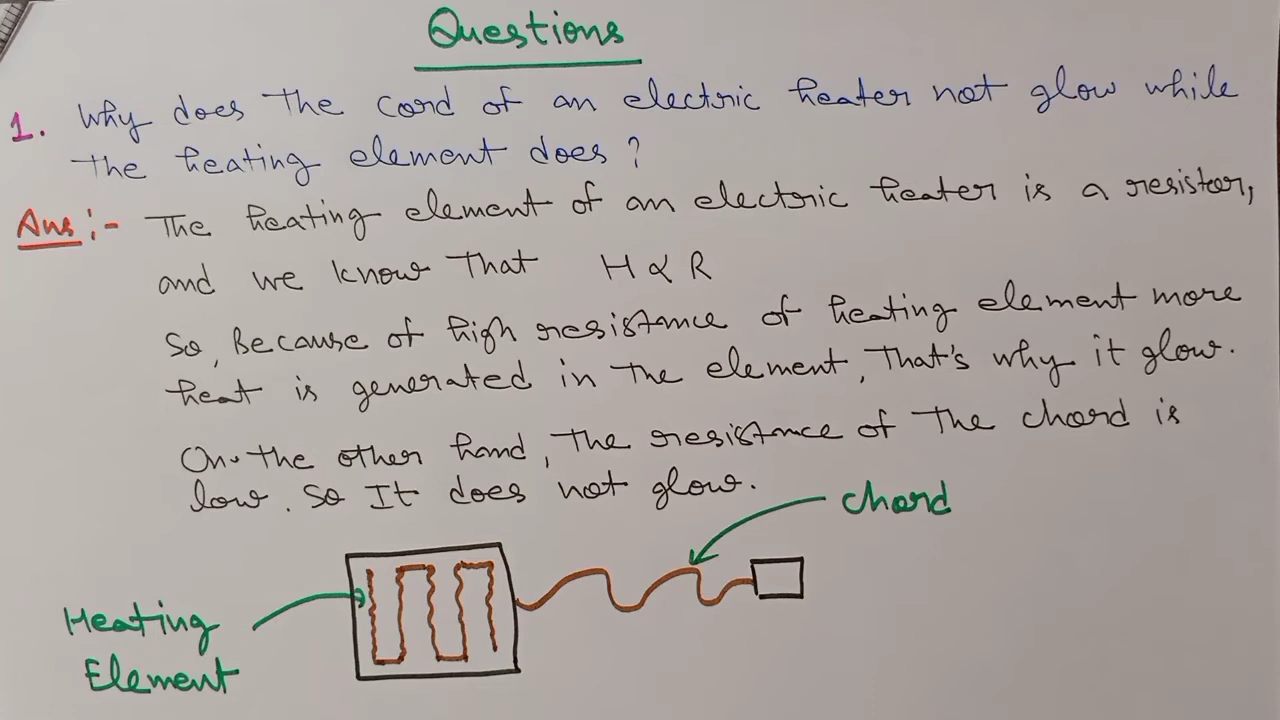 Questions
1. Why does the cord of an electric heater not glow while
the heating element does?
Ans:- The heating element of an electric heater is a resistor,
and we know that H ∝ R
So, Because of high resistance of heating element more
heat is generated in the element, That's why it glow.
On the other hand, the resistance of the chord is
low. So It does not glow.
chord
Heating
Element